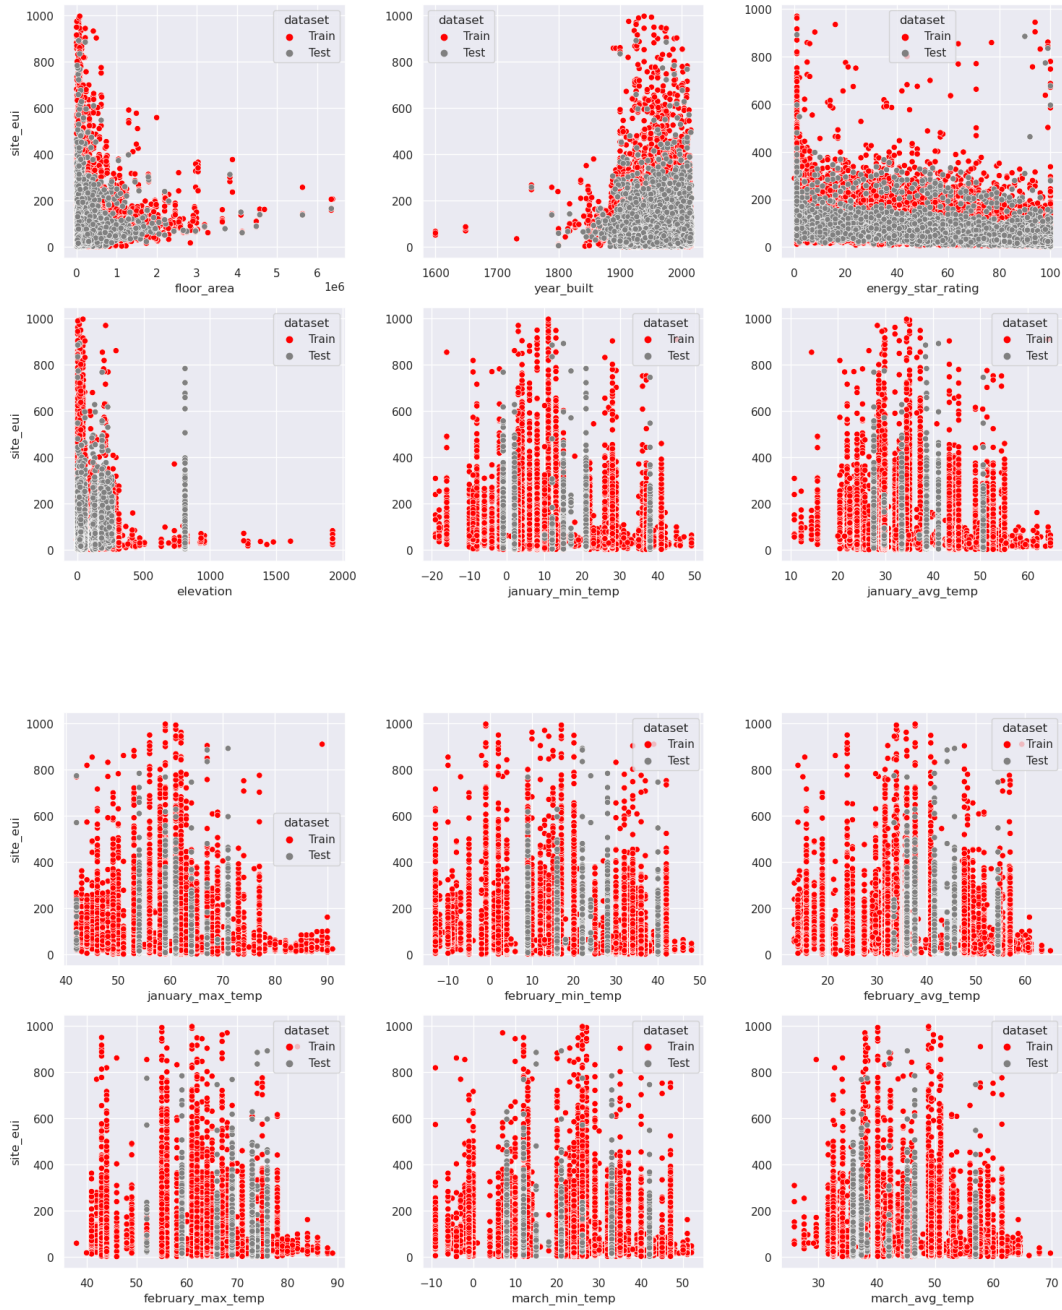 1000
800
600
400
200
0
site_eui
dataset
Train
Test
0
1
2
3
4
5
6
1e6
floor_area
1000
800
600
400
200
0
dataset
Train
Test
1600
1700
1800
1900
2000
year_built
1000
800
600
400
200
0
dataset
Train
Test
0
20
40
60
80
100
energy_star_rating
1000
800
600
400
200
0
site_eui
dataset
Train
Test
0
500
1000
1500
2000
elevation
1000
800
600
400
200
0
dataset
Train
Test
−20
−10
0
10
20
30
40
50
january_min_temp
1000
800
600
400
200
0
dataset
Train
Test
10
20
30
40
50
60
january_avg_temp
1000
800
600
400
200
0
site_eui
dataset
Train
Test
40
50
60
70
80
90
january_max_temp
1000
800
600
400
200
0
dataset
Train
Test
−10
0
10
20
30
40
50
february_min_temp
1000
800
600
400
200
0
dataset
Train
Test
20
30
40
50
60
february_avg_temp
1000
800
600
400
200
0
site_eui
dataset
Train
Test
40
50
60
70
80
90
february_max_temp
1000
800
600
400
200
0
dataset
Train
Test
−10
0
10
20
30
40
50
march_min_temp
1000
800
600
400
200
0
dataset
Train
Test
30
40
50
60
70
march_avg_temp